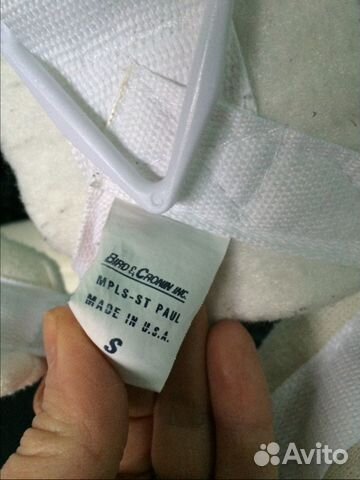 BIRD & CRONIN INC.
MPLS-ST PAUL
MADE IN U.S.A.
S
Avito